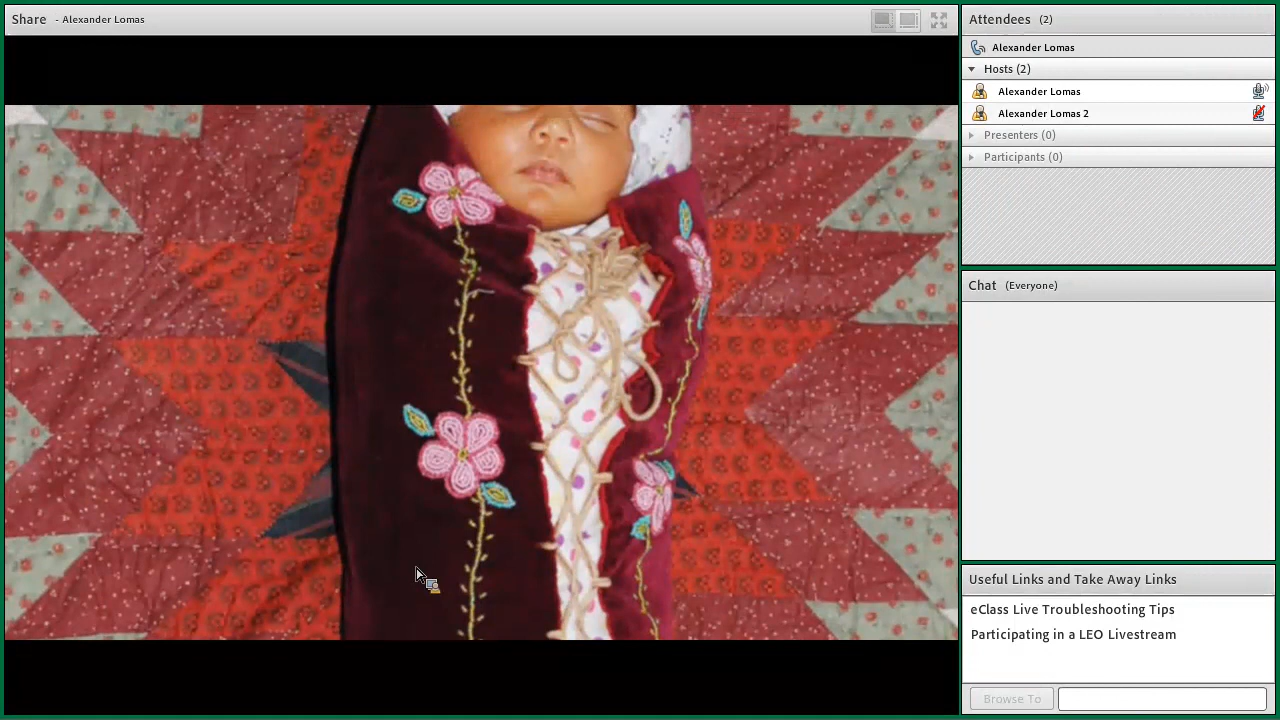 Share - Alexander Lomas
Attendees (2)
Alexander Lomas
Hosts (2)
Alexander Lomas
Alexander Lomas 2
Presenters (0)
Participants (0)
Chat (Everyone)
Useful Links and Take Away Links
eClass Live Troubleshooting Tips
Participating in a LEO Livestream
Browse To